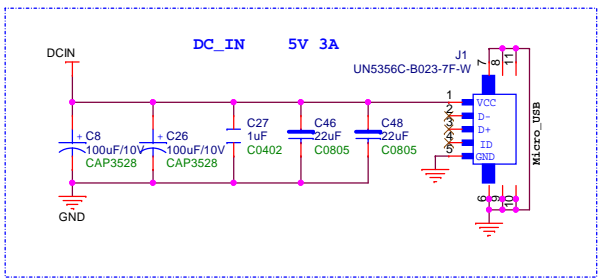 DC_IN 5V 3A
DCIN
J1
UN5356C-B023-7F-W
7
8
11
1
2
3
4
5
VCC
D-
D+
ID
GND
Micro_USB
6
9
10
C8
100uF/10V
CAP3528
C26
100uF/10V
CAP3528
C27
1uF
C0402
C46
22uF
C0805
C48
22uF
C0805
GND